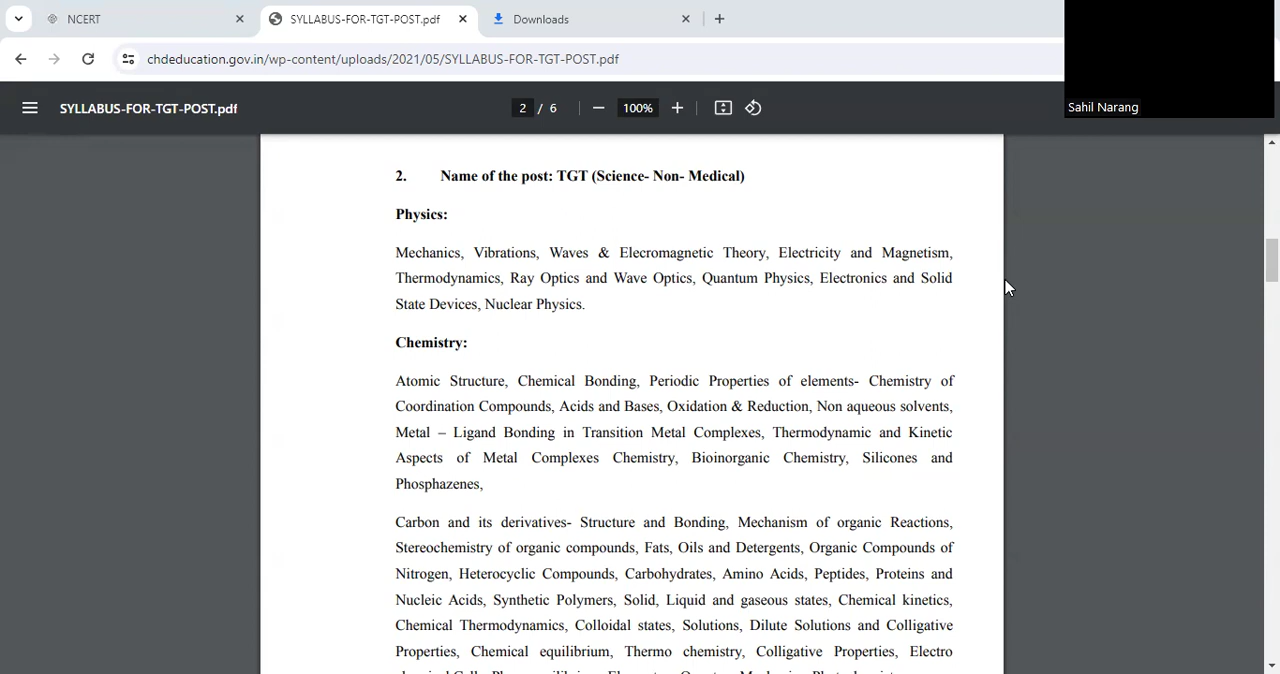 NCERT
SYLLABUS-FOR-TGT-POST.pdf
Downloads
chdeducation.gov.in/wp-content/uploads/2021/05/SYLLABUS-FOR-TGT-POST.pdf
Sahil Narang
SYLLABUS-FOR-TGT-POST.pdf
2 / 6
100%
2. Name of the post: TGT (Science- Non- Medical)
Physics:
Mechanics, Vibrations, Waves & Elecromagnetic Theory, Electricity and Magnetism,
Thermodynamics, Ray Optics and Wave Optics, Quantum Physics, Electronics and Solid
State Devices, Nuclear Physics.
Chemistry:
Atomic Structure, Chemical Bonding, Periodic Properties of elements- Chemistry of
Coordination Compounds, Acids and Bases, Oxidation & Reduction, Non aqueous solvents,
Metal – Ligand Bonding in Transition Metal Complexes, Thermodynamic and Kinetic
Aspects of Metal Complexes Chemistry, Bioinorganic Chemistry, Silicones and
Phosphazenes,
Carbon and its derivatives- Structure and Bonding, Mechanism of organic Reactions,
Stereochemistry of organic compounds, Fats, Oils and Detergents, Organic Compounds of
Nitrogen, Heterocyclic Compounds, Carbohydrates, Amino Acids, Peptides, Proteins and
Nucleic Acids, Synthetic Polymers, Solid, Liquid and gaseous states, Chemical kinetics,
Chemical Thermodynamics, Colloidal states, Solutions, Dilute Solutions and Colligative
Properties, Chemical equilibrium, Thermo chemistry, Colligative Properties, Electro